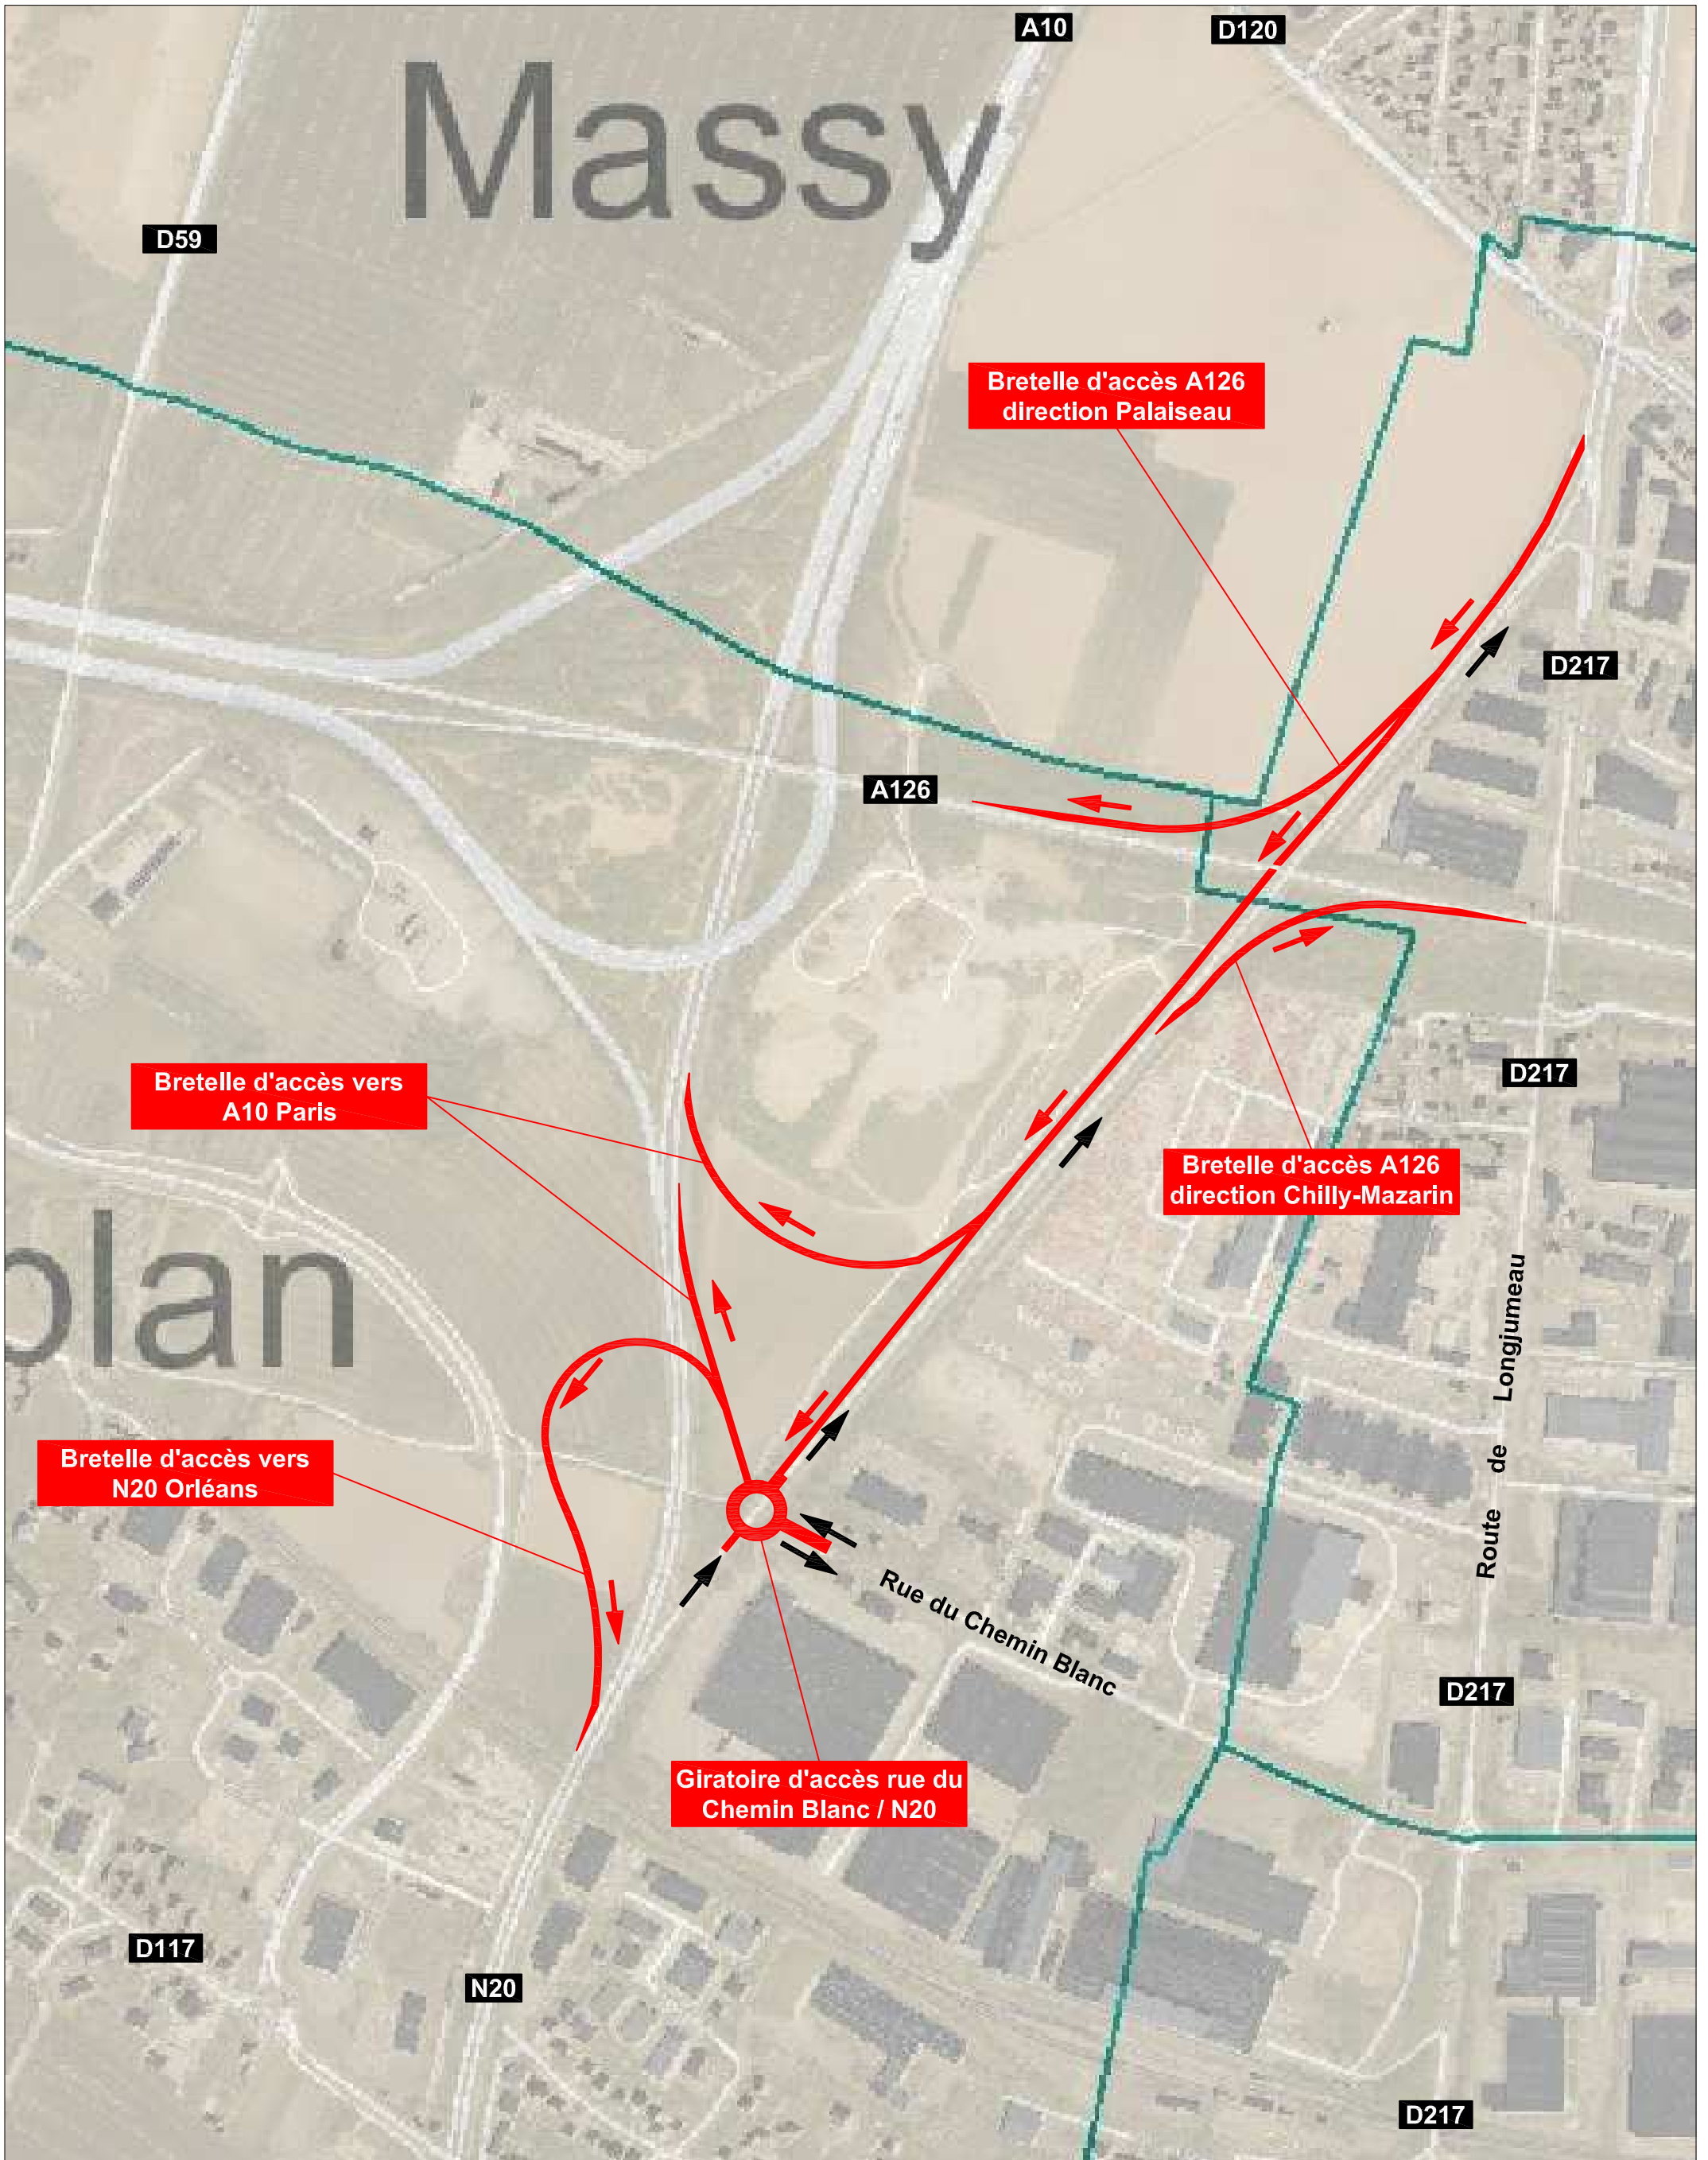 A10
D120
Massy
D59
Bretelle d'accès A126
direction Palaiseau
D217
A126
Bretelle d'accès vers
A10 Paris
D217
Bretelle d'accès A126
direction Chilly-Mazarin
plan
Route de Longjumeau
Bretelle d'accès vers
N20 Orléans
Rue du Chemin Blanc
D217
Giratoire d'accès rue du
Chemin Blanc / N20
D117
N20
D217